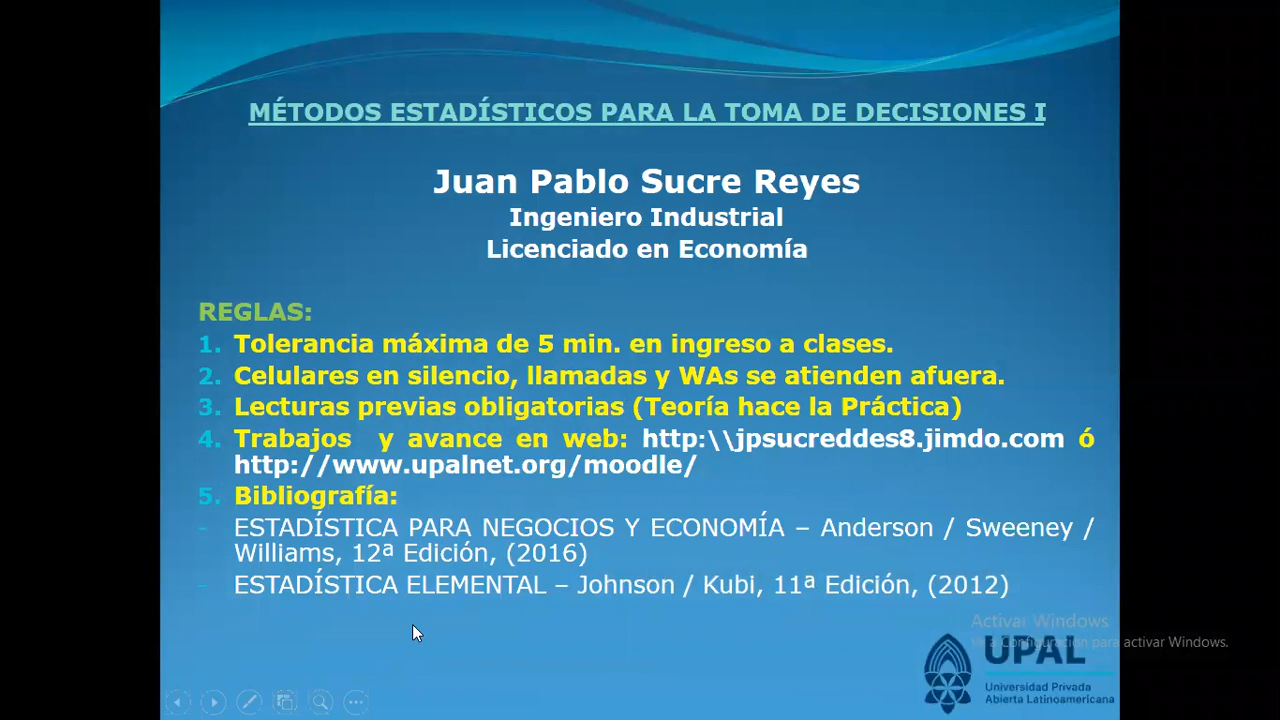 MÉTODOS ESTADÍSTICOS PARA LA TOMA DE DECISIONES I
Juan Pablo Sucre Reyes
Ingeniero Industrial
Licenciado en Economía
REGLAS:
1. Tolerancia máxima de 5 min. en ingreso a clases.
2. Celulares en silencio, llamadas y WAs se atienden afuera.
3. Lecturas previas obligatorias (Teoría hace la Práctica)
4. Trabajos y avance en web: http:\\jpsucreddes8.jimdo.com ó
http://www.upalnet.org/moodle/
5. Bibliografía:
- ESTADÍSTICA PARA NEGOCIOS Y ECONOMÍA – Anderson / Sweeney /
Williams, 12ª Edición, (2016)
- ESTADÍSTICA ELEMENTAL – Johnson / Kubi, 11ª Edición, (2012)
Activar Windows
a Configuración para activar Windows.
UPAL
Universidad Privada
Abierta Latinoamericana